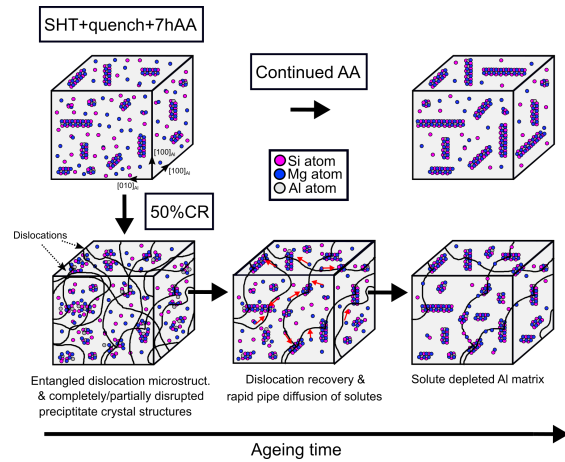 SHT+quench+7hAA
Continued AA
[100]Al
[100]Al
[010]Al
Si atom
Mg atom
Al atom
50%CR
Dislocations
Entangled dislocation microstruct.
& completely/partially disrupted
preciptitate crystal structures
Dislocation recovery &
rapid pipe diffusion of solutes
Solute depleted Al matrix
Ageing time